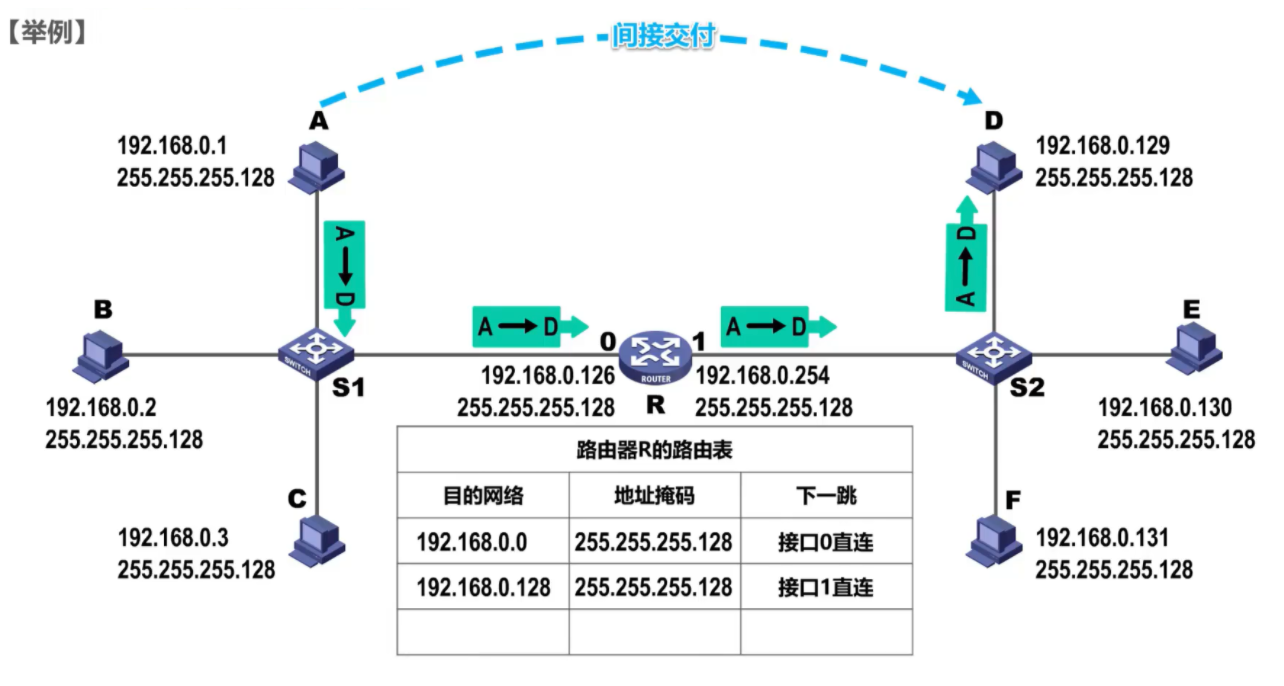 【举例】
间接交付
A
192.168.0.1
255.255.255.128
D
192.168.0.129
255.255.255.128
A→D
A→D
B
192.168.0.2
255.255.255.128
SWITCH
S1
A→D
0
192.168.0.126
255.255.255.128
ROUTER
R
1
A→D
192.168.0.254
255.255.255.128
SWITCH
S2
E
192.168.0.130
255.255.255.128
C
192.168.0.3
255.255.255.128
F
192.168.0.131
255.255.255.128
路由器R的路由表
目的网络 地址掩码 下一跳
192.168.0.0 255.255.255.128 接口0直连
192.168.0.128 255.255.255.128 接口1直连